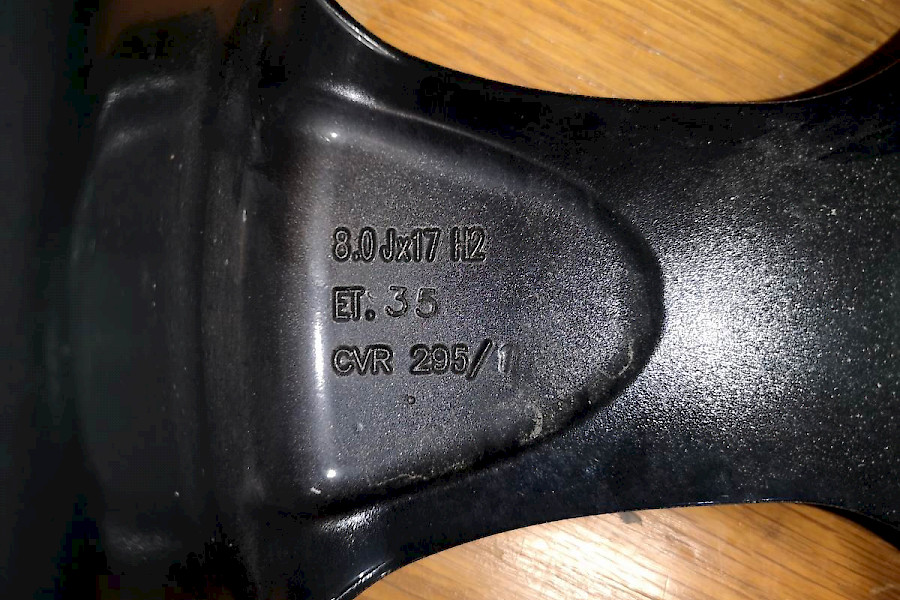 8.0Jx17 H2
ET. 35
CVR 295/1